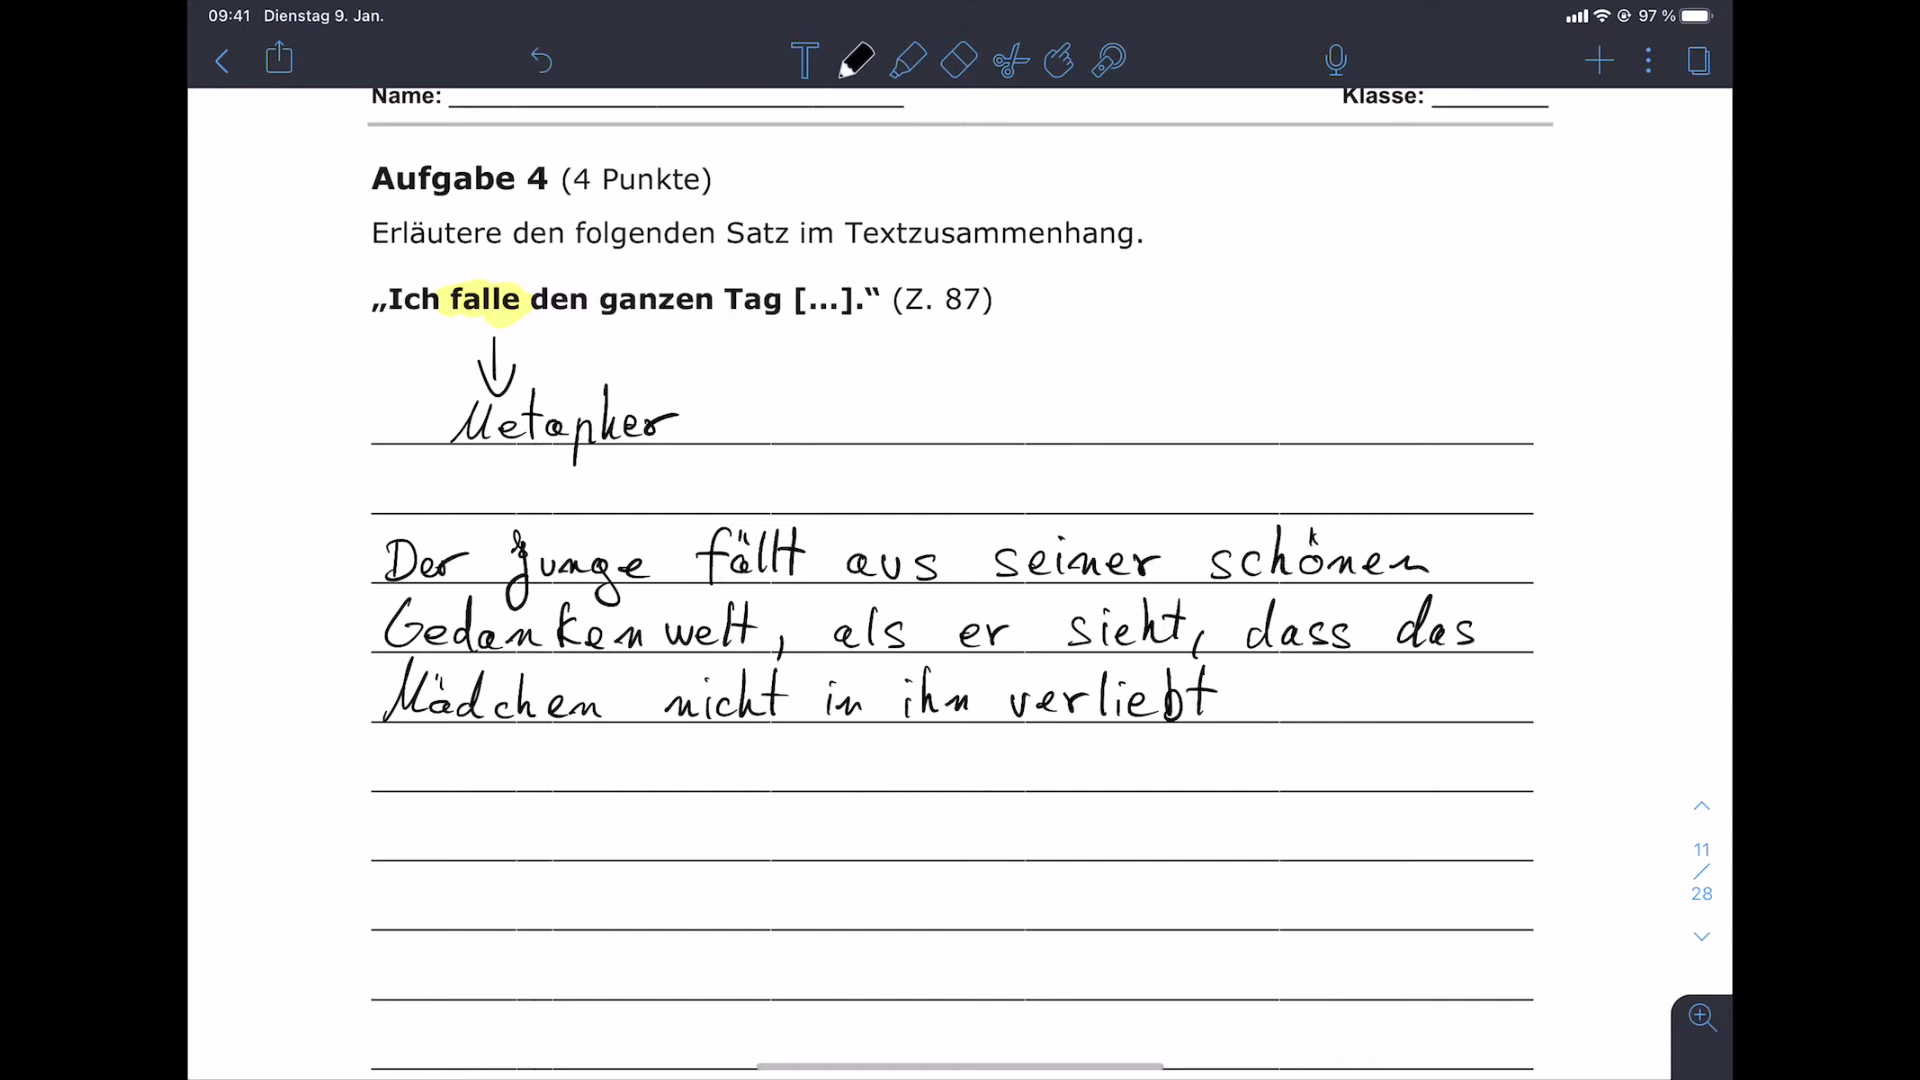 09:41 Dienstag 9. Jan.
97 %
Name: Klasse:
Aufgabe 4 (4 Punkte)
Erläutere den folgenden Satz im Textzusammenhang.
„Ich falle den ganzen Tag [...].“ (Z. 87)
Metapher
Der Junge fällt aus seiner schönen
Gedankenwelt, als er sieht, dass das
Mädchen nicht in ihn verliebt
11
/
28